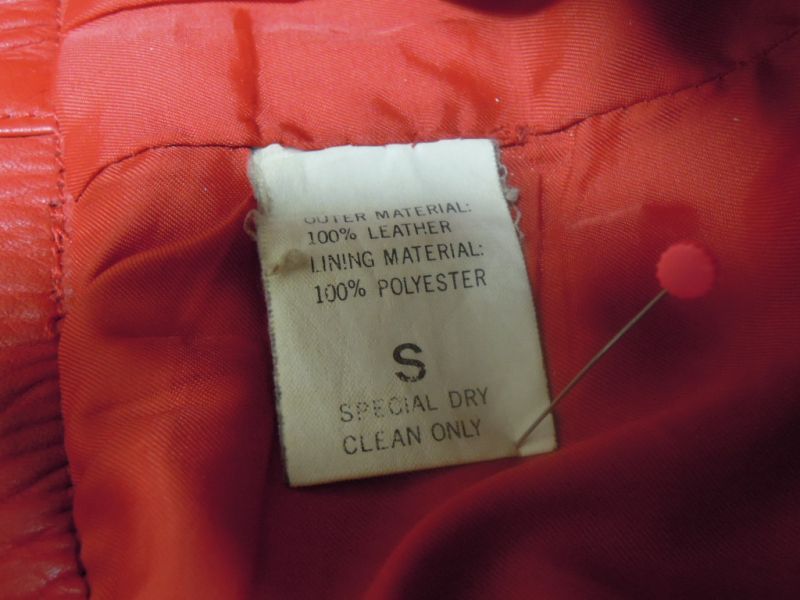 OUTER MATERIAL:
100% LEATHER
LINING MATERIAL:
100% POLYESTER
S
SPECIAL DRY
CLEAN ONLY